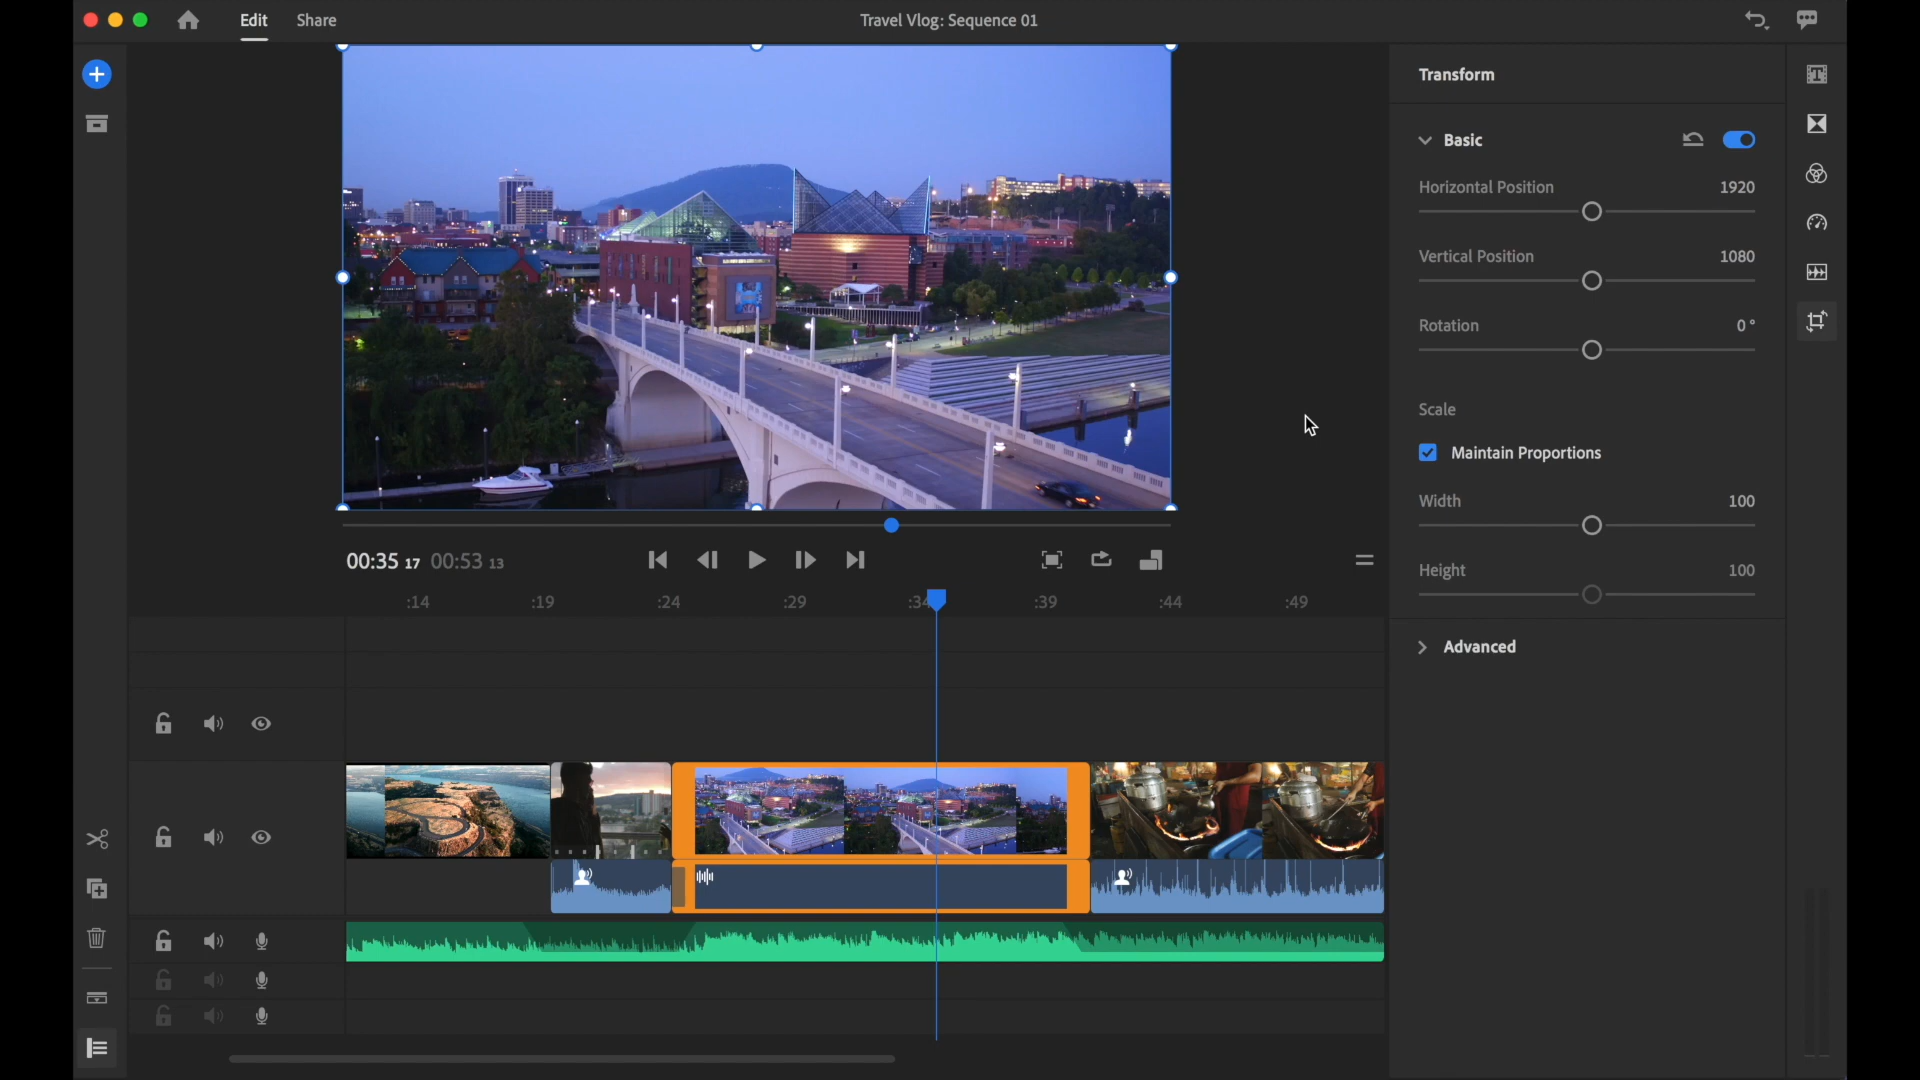 Edit
Share
Travel Vlog: Sequence 01
Transform
Basic
Horizontal Position 1920
Vertical Position 1080
Rotation 0 °
Scale
Maintain Proportions
Width 100
Height 100
Advanced
00:35 17 00:53 13
:14 :19 :24 :29 :34 :39 :44 :49